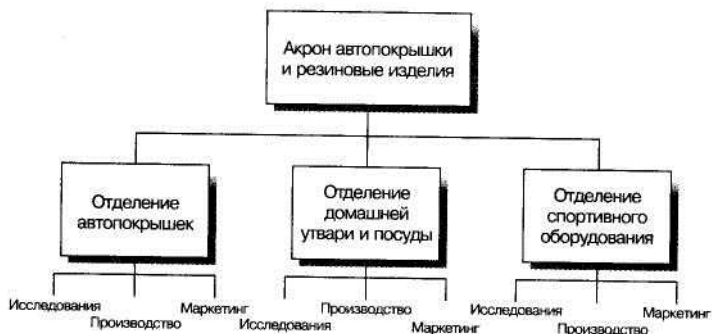 Акрон автопокрышки
и резиновые изделия
Отделение
автопокрышек
Отделение
домашней
утвари и посуды
Отделение
спортивного
оборудования
Исследования
Производство
Маркетинг
Исследования
Производство
Маркетинг
Исследования
Производство
Маркетинг